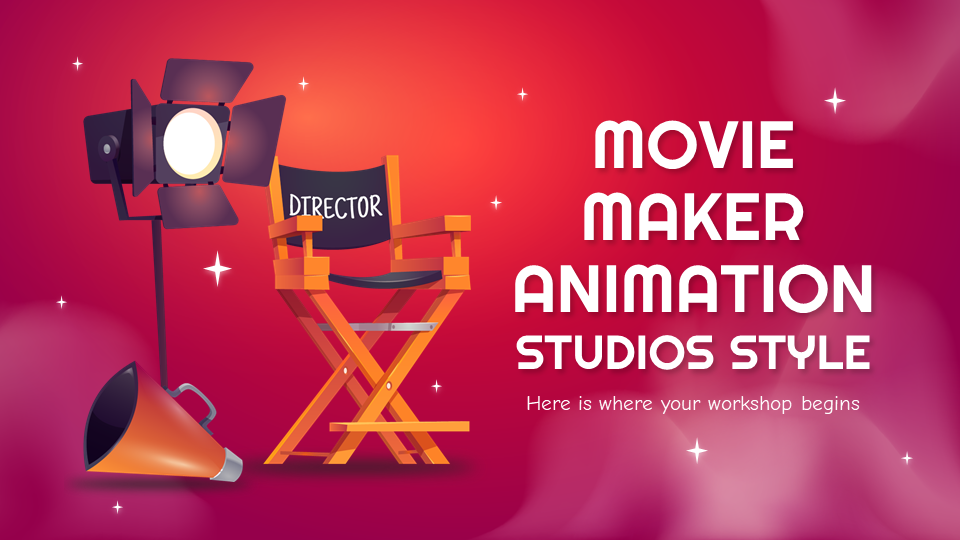 DIRECTOR
MOVIE
MAKER
ANIMATION
STUDIOS STYLE
Here is where your workshop begins